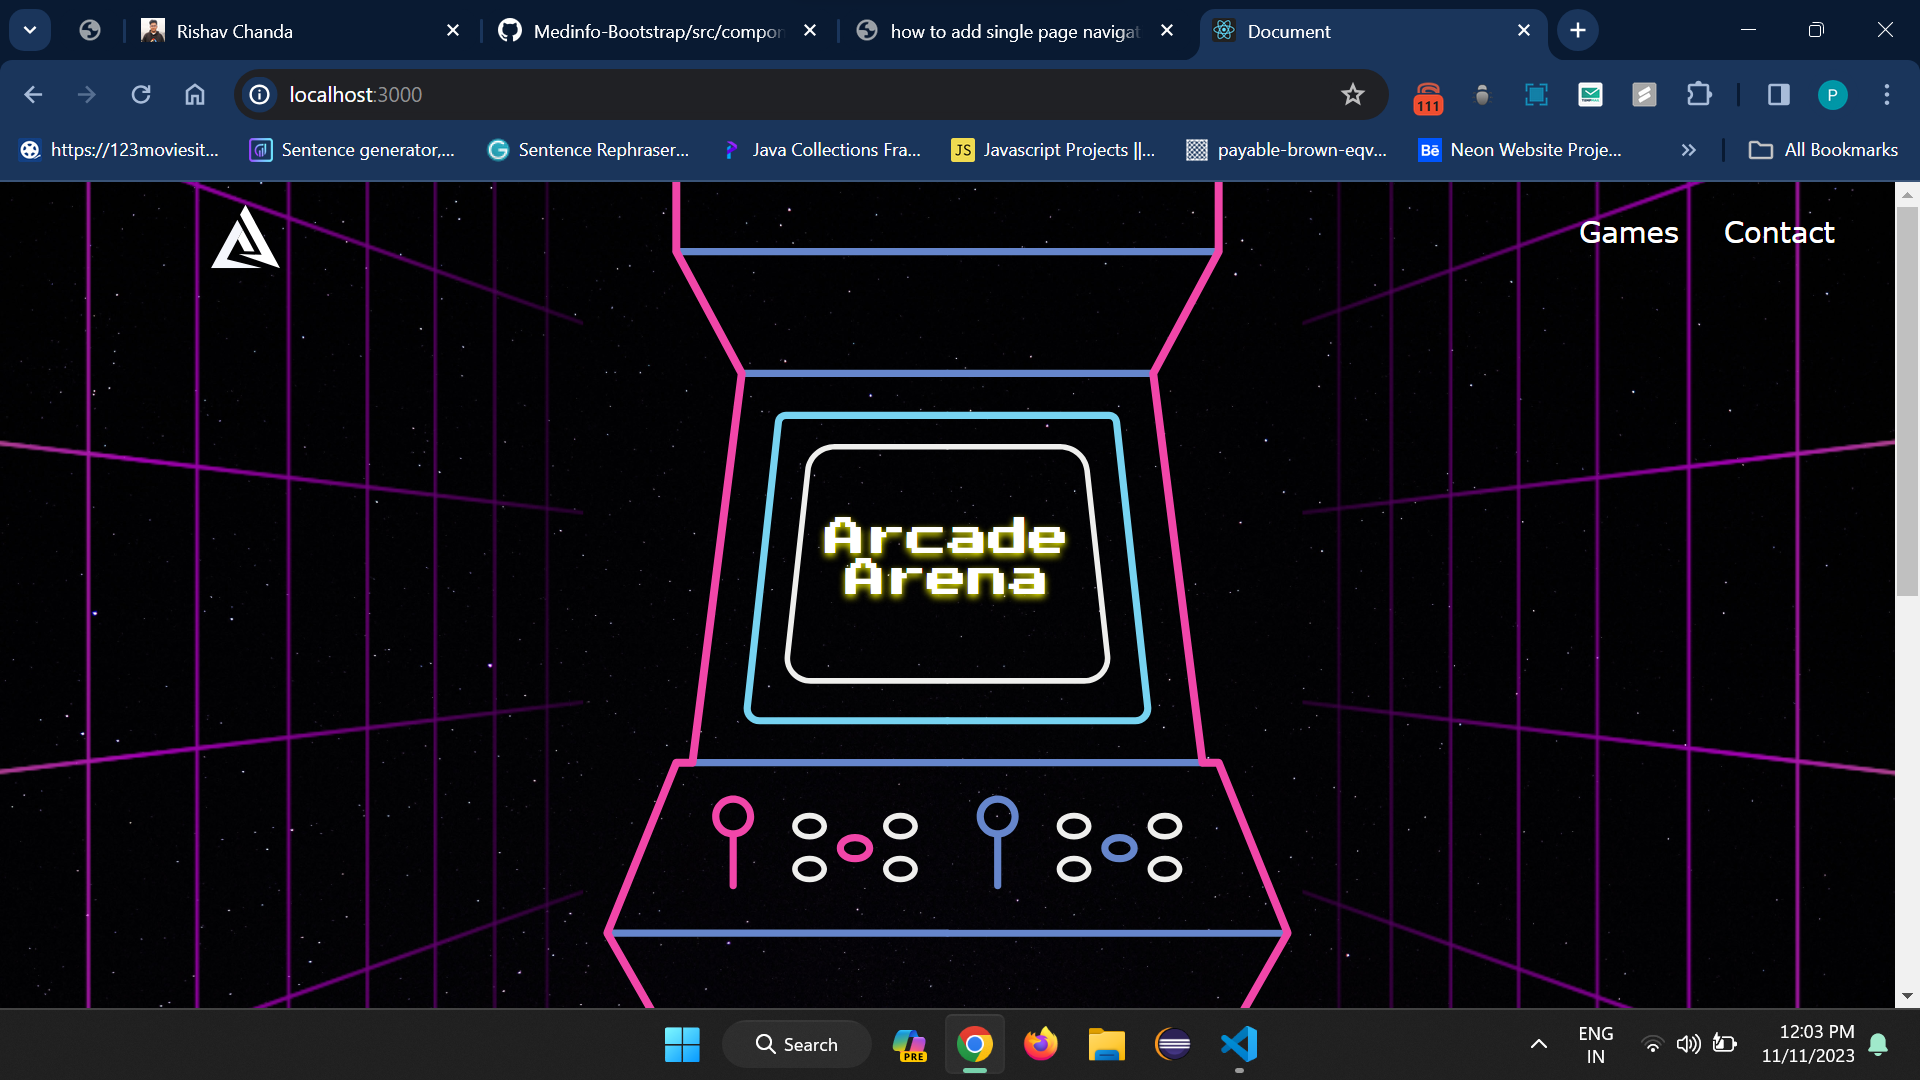 Rishav Chanda
Medinfo-Bootstrap/src/compon
how to add single page navigat
Document
localhost:3000
111
P
https://123moviesit...
Sentence generator,...
Sentence Rephraser...
Java Collections Fra...
JS
Javascript Projects ||...
payable-brown-eqv...
Bē
Neon Website Proje...
All Bookmarks
Games
Contact
Arcade
Arena
Search
PRE
ENG
IN
12:03 PM
11/11/2023